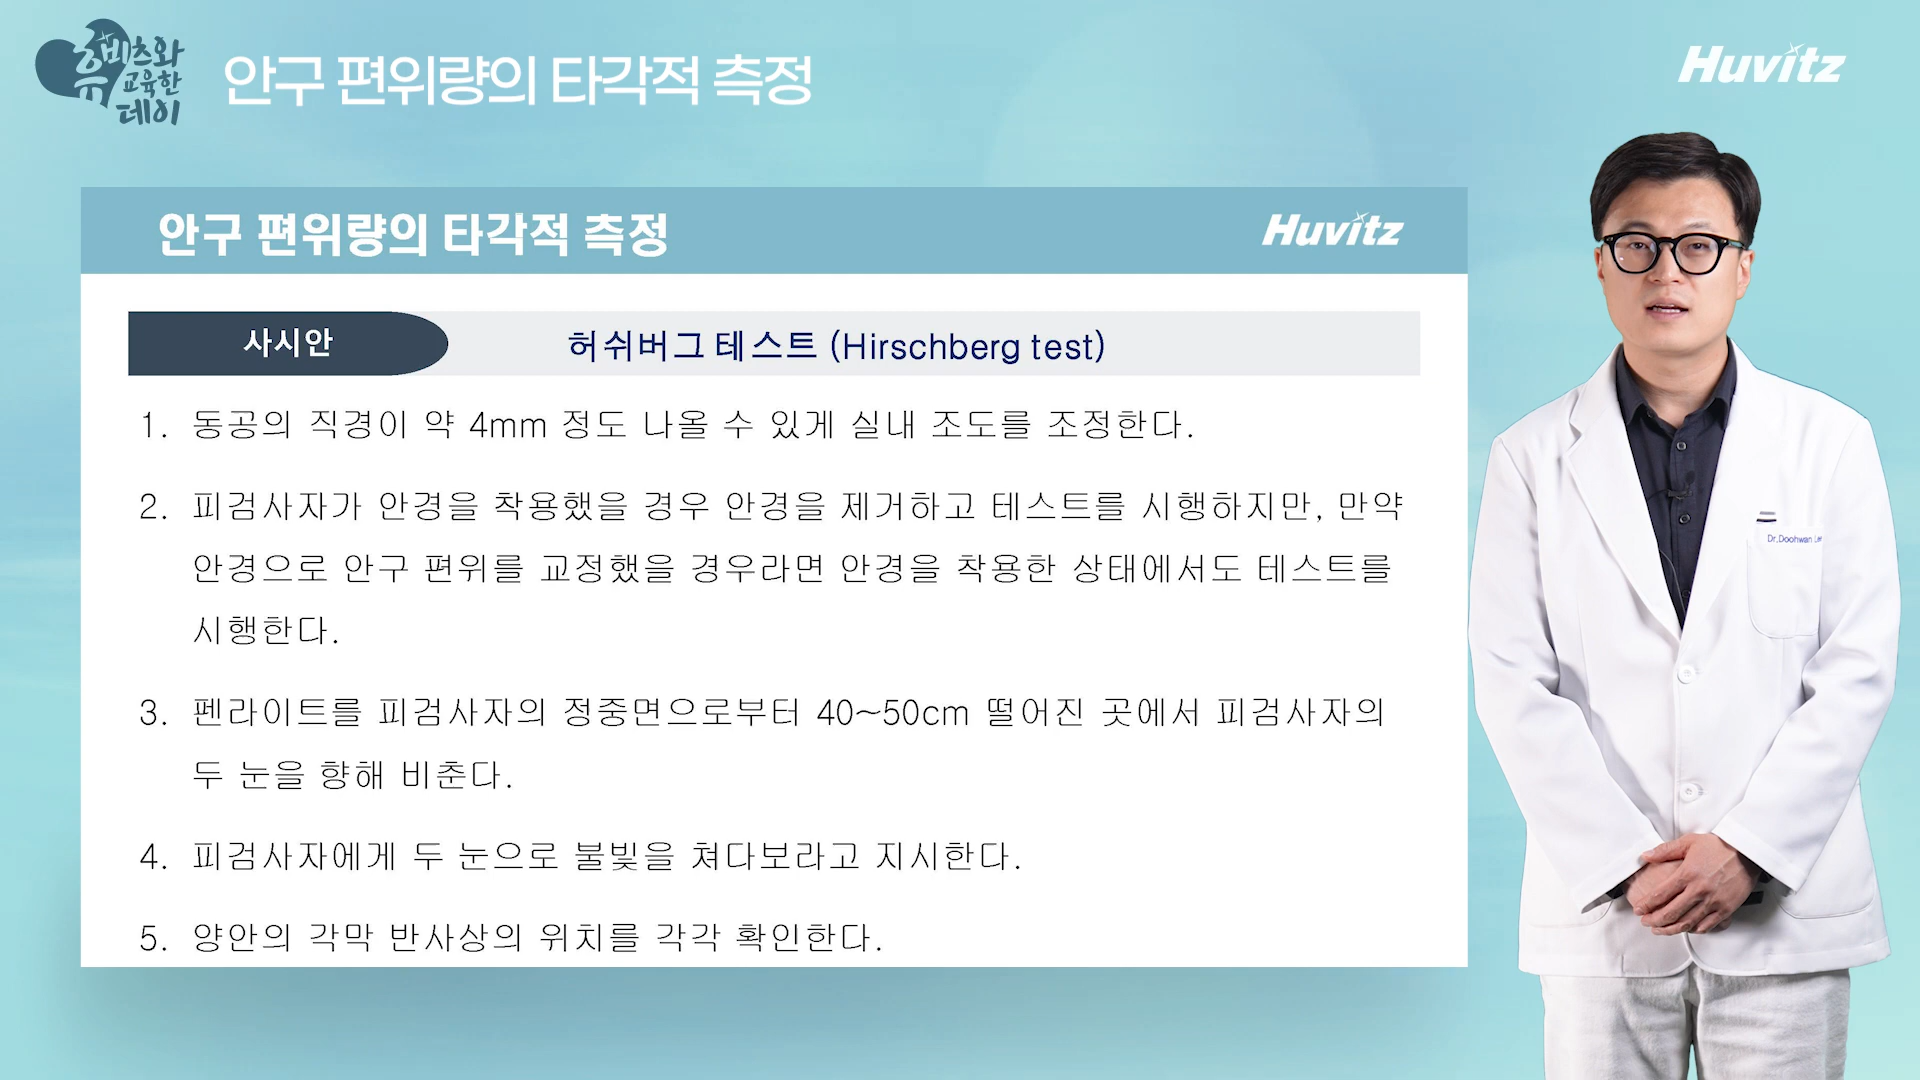 휴비츠와
교육한
데이
안구 편위량의 타각적 측정
Huvitz
안구 편위량의 타각적 측정
Huvitz
사시안
허쉬버그 테스트 (Hirschberg test)
1. 동공의 직경이 약 4mm 정도 나올 수 있게 실내 조도를 조정한다.
2. 피검사자가 안경을 착용했을 경우 안경을 제거하고 테스트를 시행하지만, 만약
안경으로 안구 편위를 교정했을 경우라면 안경을 착용한 상태에서도 테스트를
시행한다.
3. 펜라이트를 피검사자의 정중면으로부터 40~50cm 떨어진 곳에서 피검사자의
두 눈을 향해 비춘다.
4. 피검사자에게 두 눈으로 불빛을 쳐다보라고 지시한다.
5. 양안의 각막 반사상의 위치를 각각 확인한다.
Dr.Doohwan